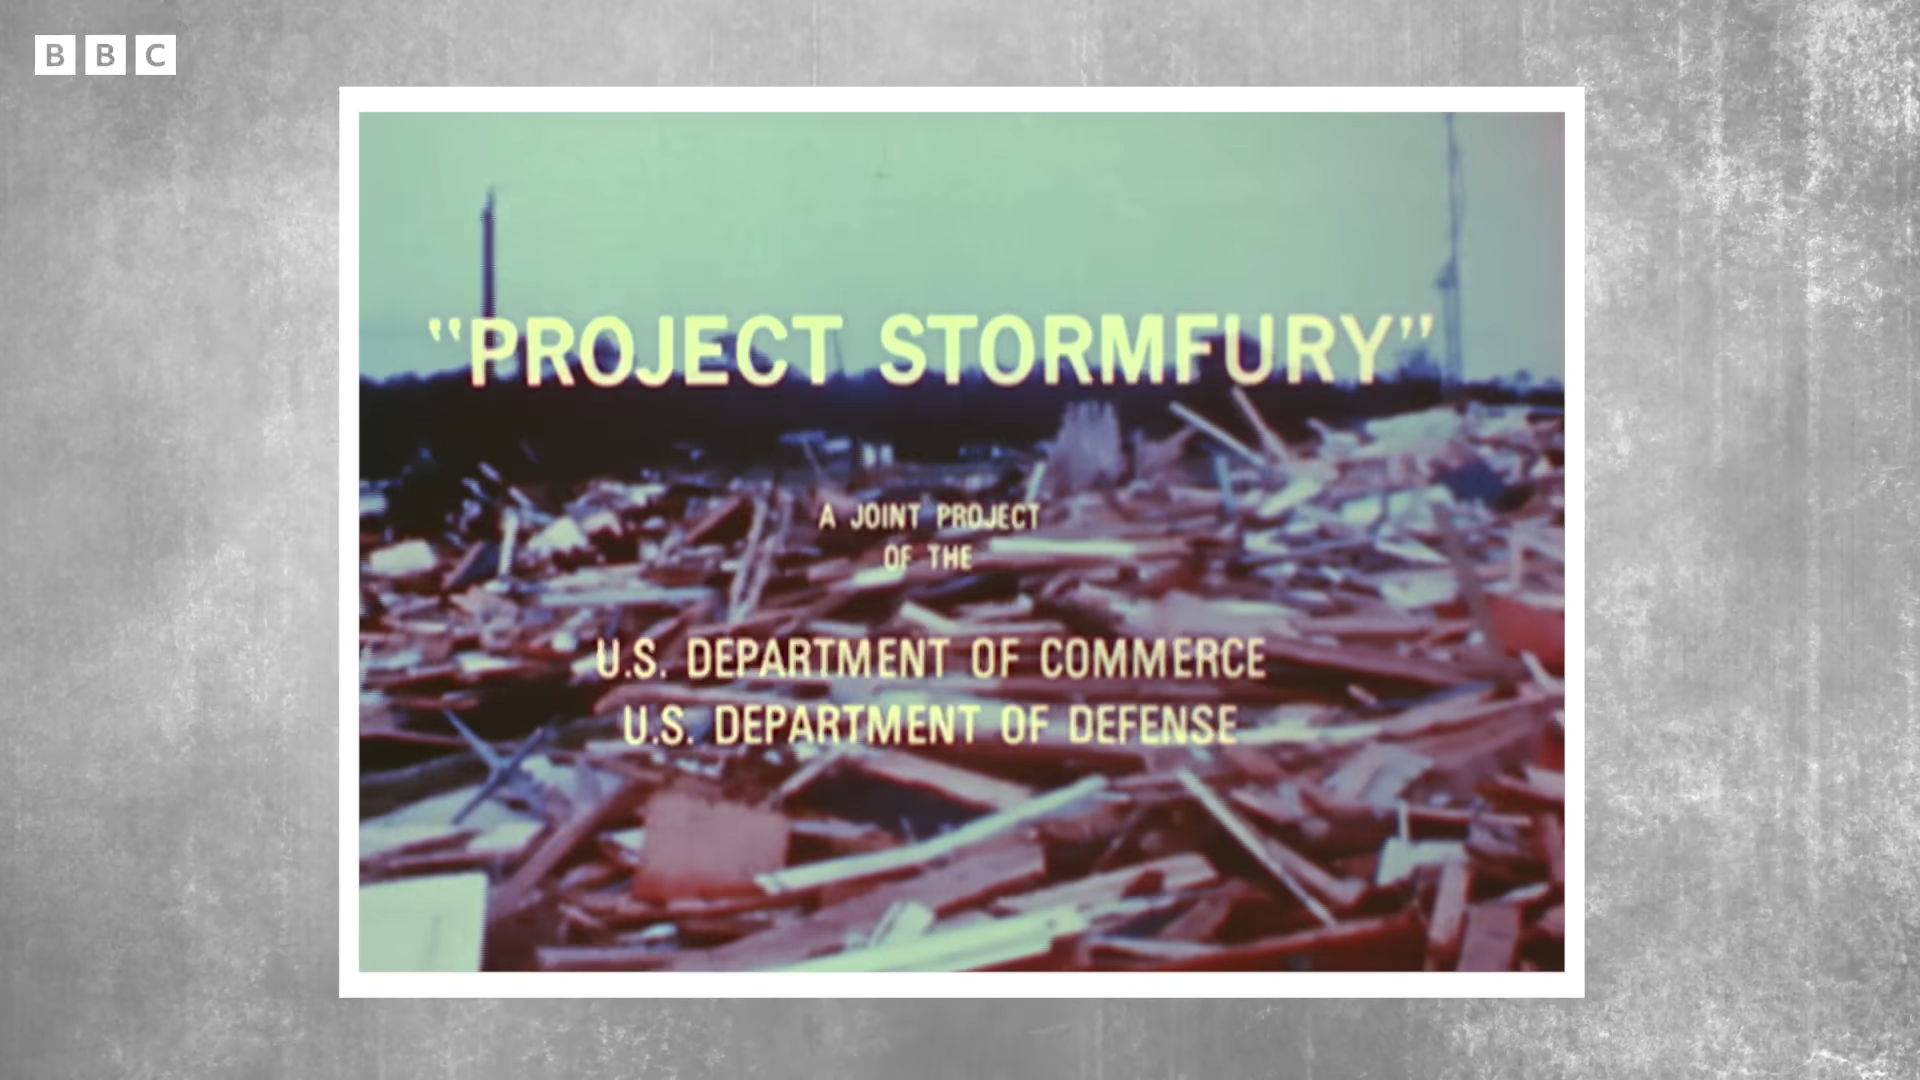 BBC
"PROJECT STORMFURY"
A JOINT PROJECT
OF THE
U.S. DEPARTMENT OF COMMERCE
U.S. DEPARTMENT OF DEFENSE